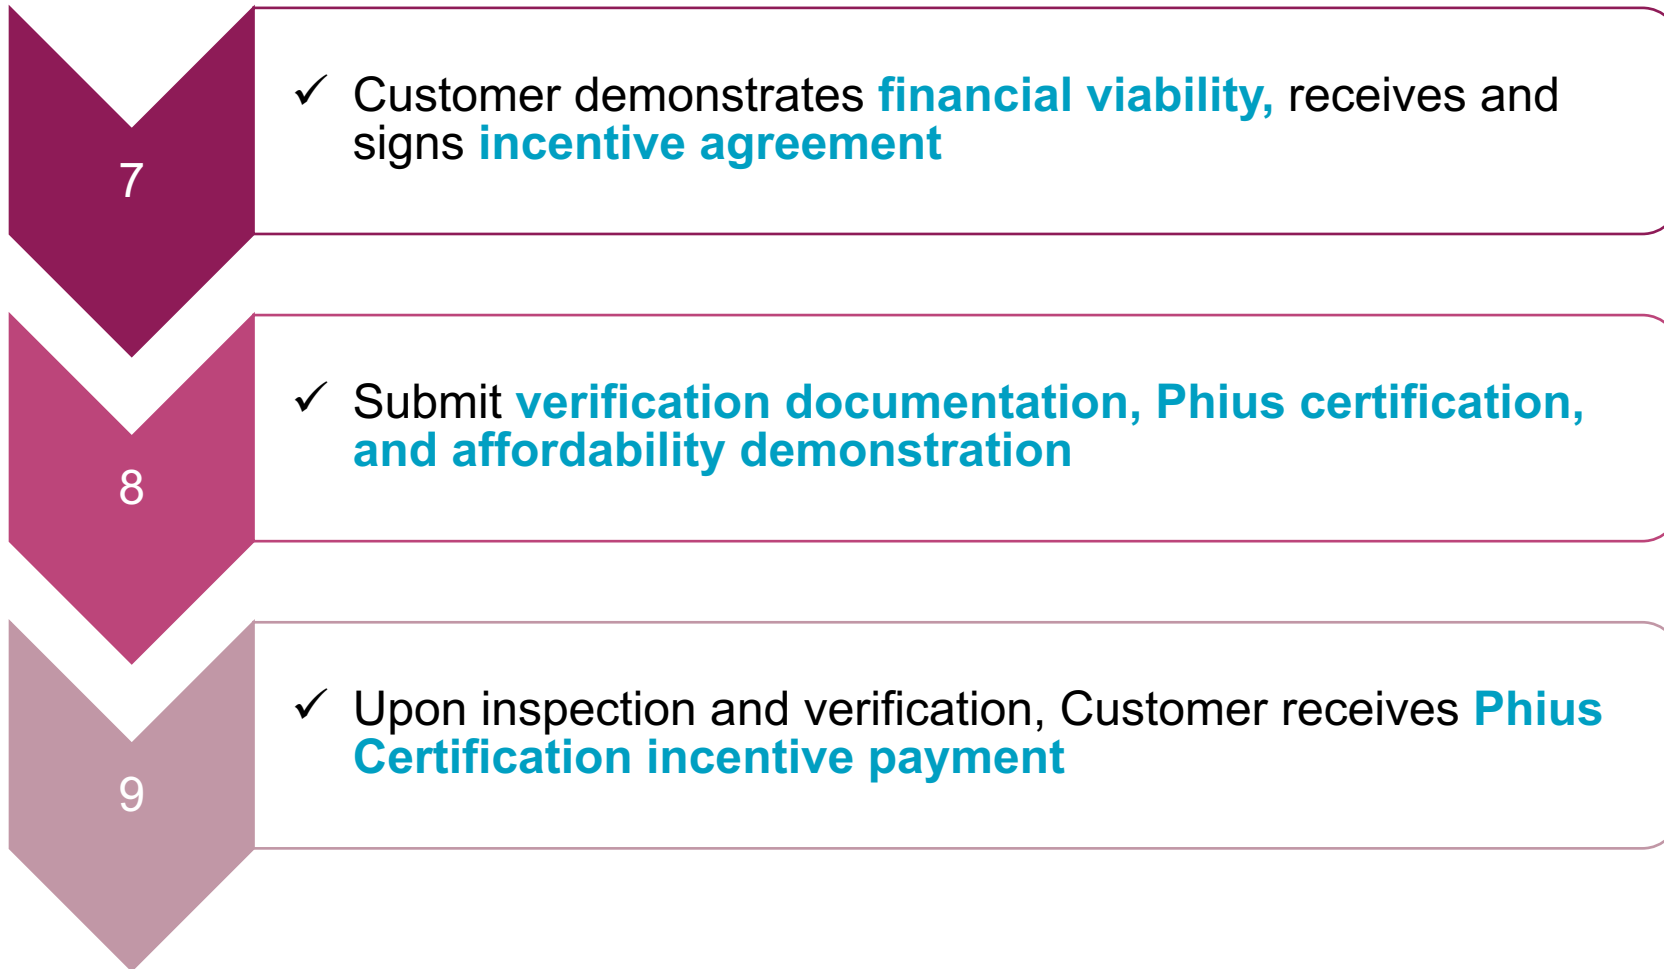 7
✓ Customer demonstrates financial viability, receives and
signs incentive agreement
8
✓ Submit verification documentation, Phius certification,
and affordability demonstration
9
✓ Upon inspection and verification, Customer receives Phius
Certification incentive payment